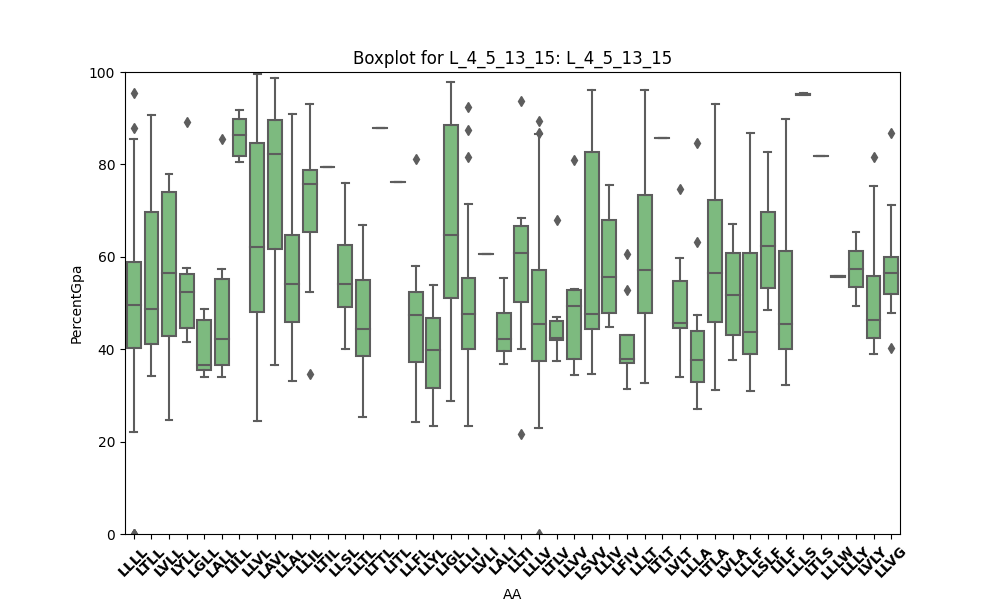 Boxplot for L_4_5_13_15: L_4_5_13_15
PercentGpa
100
80
60
40
20
0
LLLL
LTLL
LVLL
LYLL
LGLL
LALL
LILL
LLVL
LAVL
LLAL
LLIL
LTIL
LLSL
LLTL
LTTL
LITL
LLFL
LLYL
LIGL
LLLI
LVLI
LALI
LLTI
LLLV
LTLV
LLVV
LSVV
LLIV
LFIV
LLLT
LTLT
LVLT
LLLA
LTLA
LVLA
LLLF
LSLF
LILF
LLLS
LTLS
LLLW
LLLY
LVLY
LLVG
AA